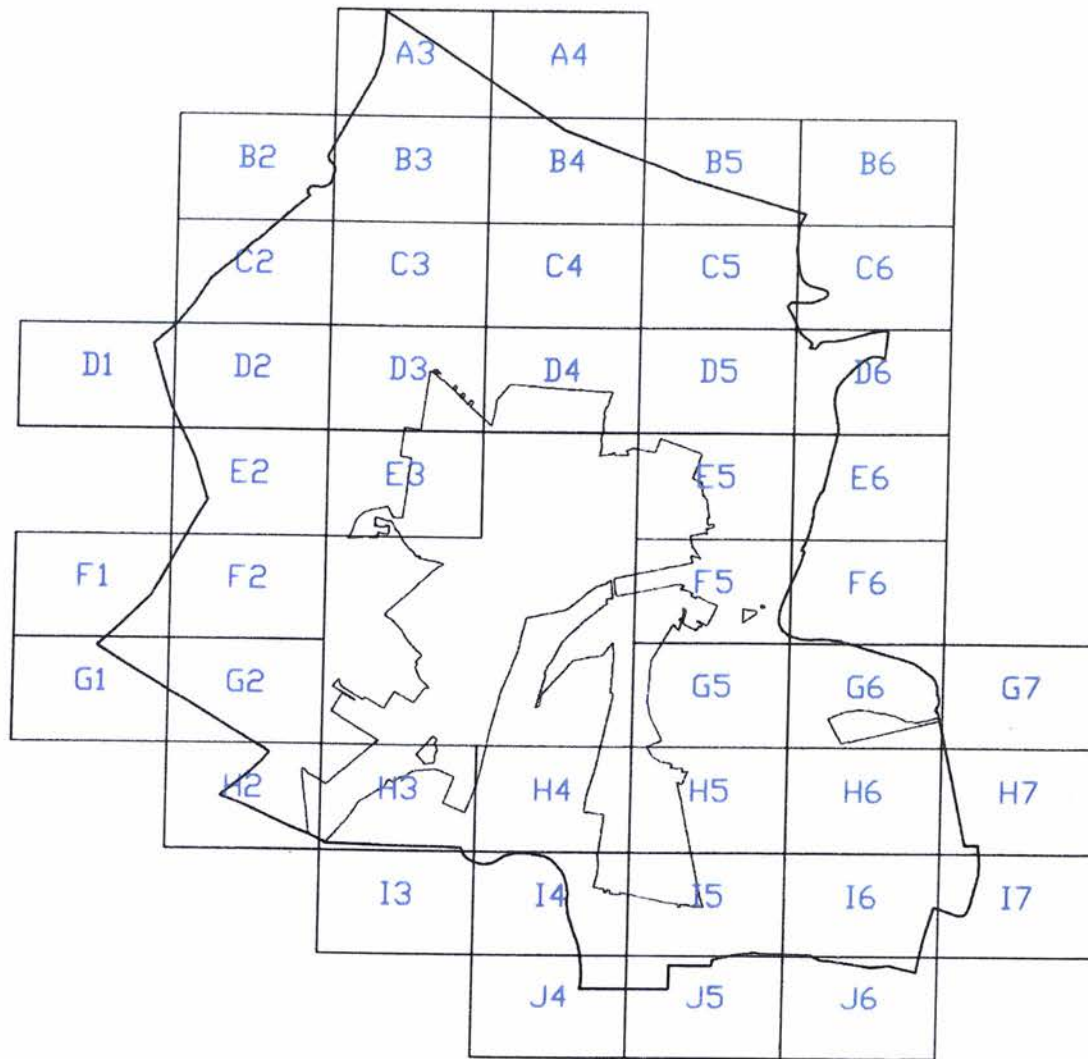 A3 A4
B2 B3 B4 B5 B6
C2 C3 C4 C5 C6
D1 D2 D3 D4 D5 D6
E2 E3 E5 E6
F1 F2 F5 F6
G1 G2 G5 G6 G7
H2 H3 H4 H5 H6 H7
I3 I4 I5 I6 I7
J4 J5 J6